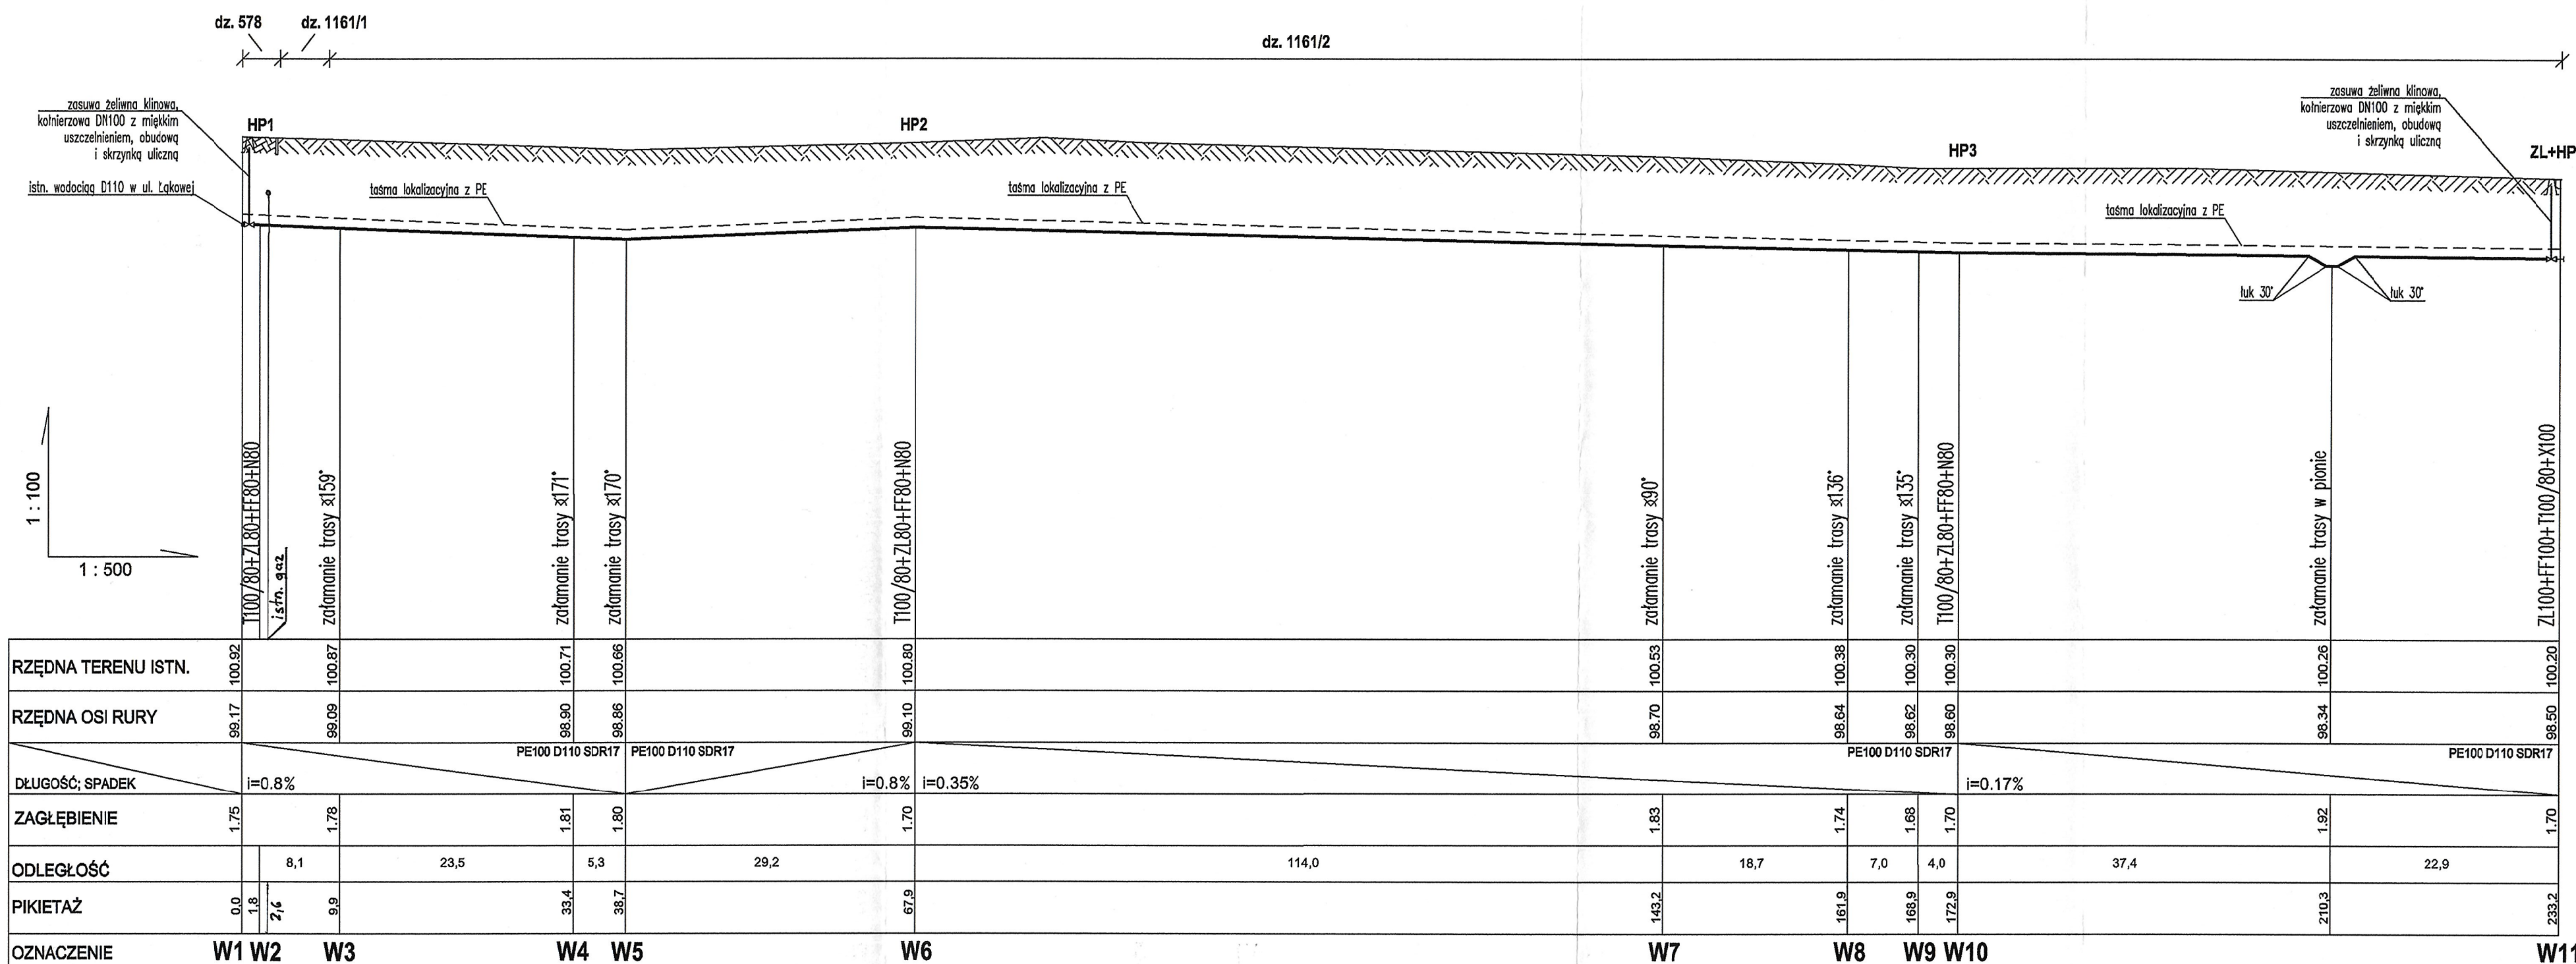 dz. 578
dz. 1161/1
dz. 1161/2
zasuwa żeliwna klinowa,
kołnierzowa DN100 z miękkim
uszczelnieniem, obudową
i skrzynką uliczną
HP1
HP2
HP3
zasuwa żeliwna klinowa,
kołnierzowa DN100 z miękkim
uszczelnieniem, obudową
i skrzynką uliczną
ZL+HP
istn. wodociąg D110 w ul. Łąkowej
taśma lokalizacyjna z PE
taśma lokalizacyjna z PE
taśma lokalizacyjna z PE
łuk 30°
łuk 30°
1 : 100
1 : 500
T100/80+ZL80+FF80+N80
istn. gaz
załamanie trasy ∢159°
załamanie trasy ∢171°
załamanie trasy ∢170°
T100/80+ZL80+FF80+N80
załamanie trasy ∢90°
załamanie trasy ∢136°
załamanie trasy ∢135°
T100/80+ZL80+FF80+N80
załamanie trasy w pionie
ZL100+FF100+T100/80+X100
RZĘDNA TERENU ISTN. 100.92 100.87 100.71 100.66 100.80 100.53 100.38 100.30 100.30 100.26 100.20
RZĘDNA OSI RURY 99.17 99.09 98.90 98.86 99.10 98.70 98.64 98.62 98.60 98.34 98.50
PE100 D110 SDR17 PE100 D110 SDR17 PE100 D110 SDR17 PE100 D110 SDR17
DŁUGOŚĆ; SPADEK i=0.8% i=0.8% i=0.35% i=0.17%
ZAGŁĘBIENIE 1.75 1.78 1.81 1.80 1.70 1.83 1.74 1.68 1.70 1.92 1.70
ODLEGŁOŚĆ 8,1 23,5 5,3 29,2 114,0 18,7 7,0 4,0 37,4 22,9
PIKIETAŻ 0,0 1,8 2,6 9,9 33,4 38,7 67,9 143,2 161,9 168,9 172,9 210,3 233,2
OZNACZENIE W1 W2 W3 W4 W5 W6 W7 W8 W9 W10 W11